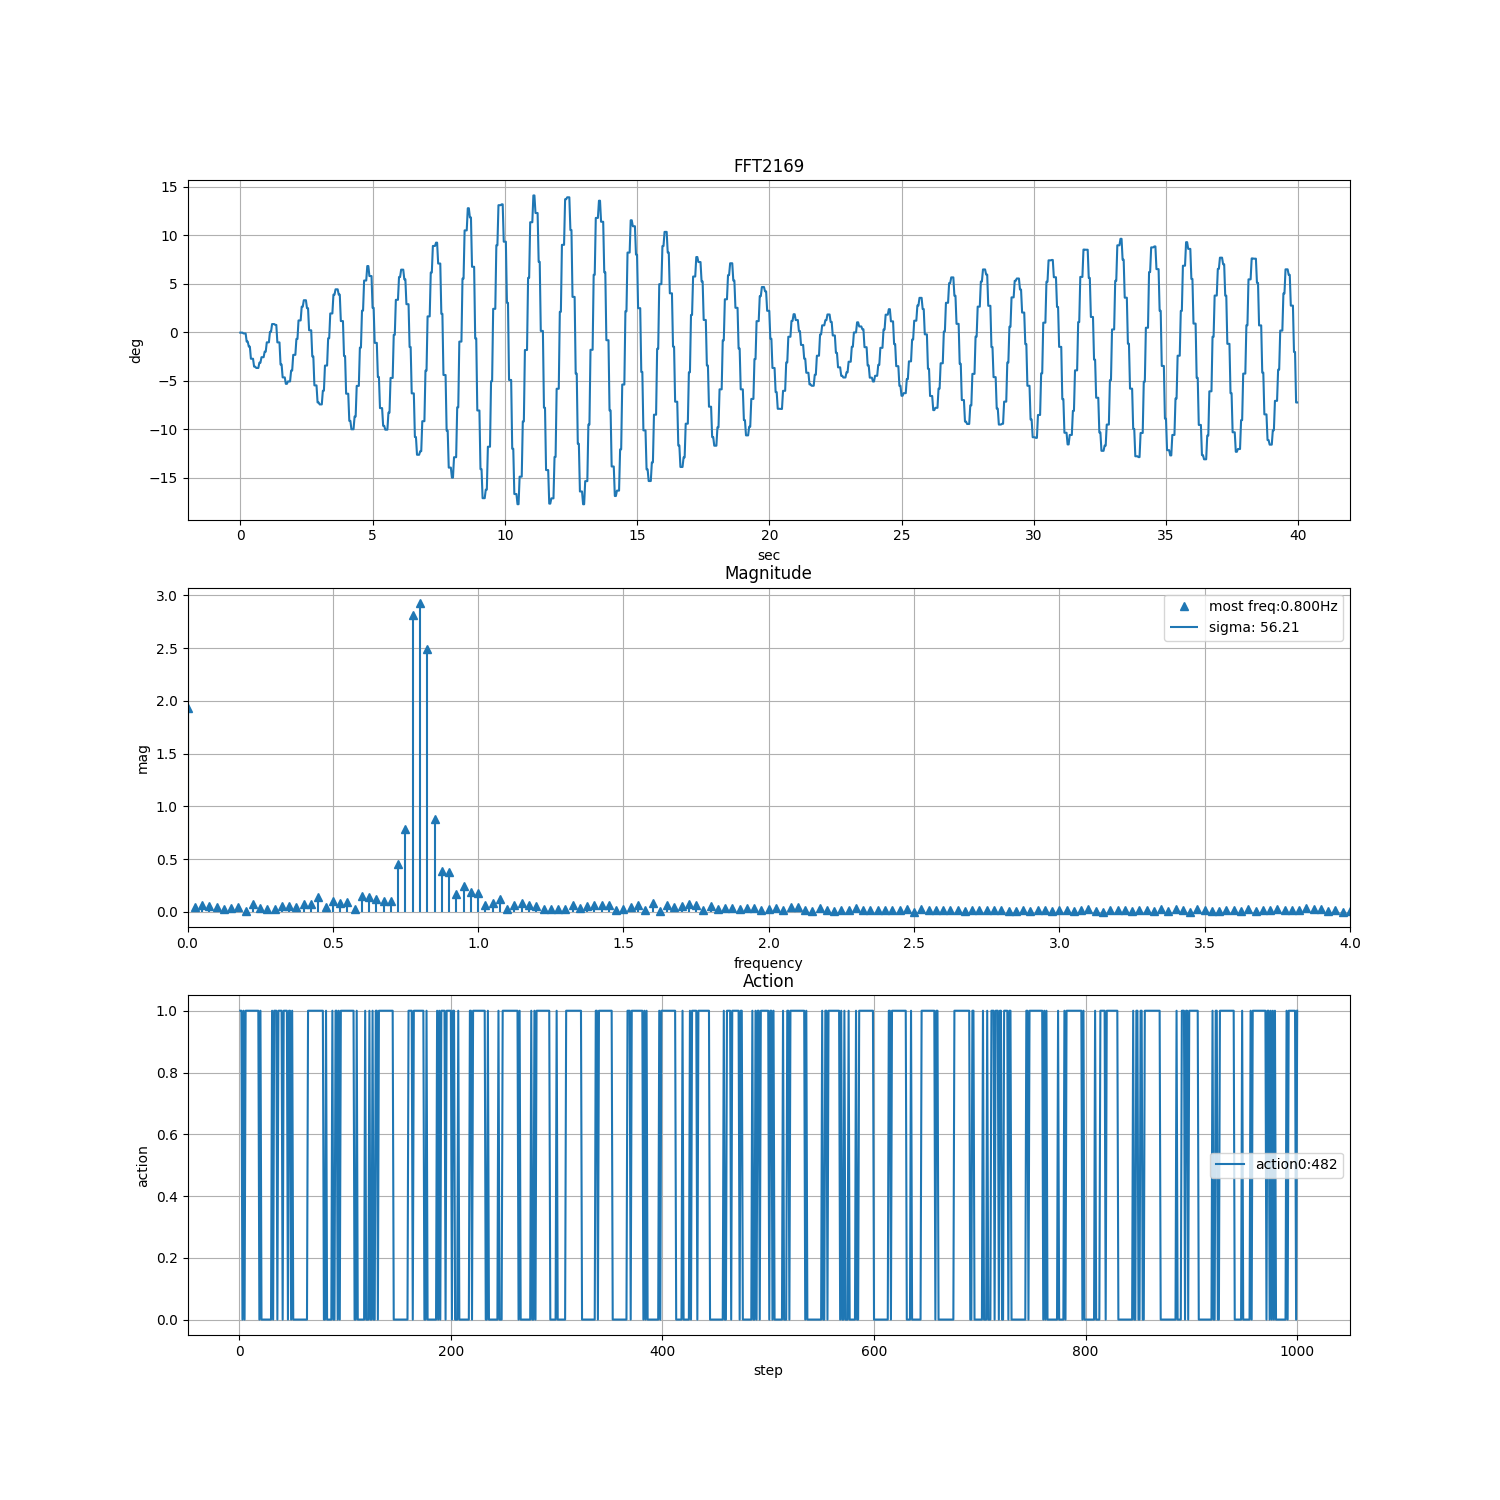 FFT2169
15
10
5
0
−5
−10
−15
deg
0 5 10 15 20 25 30 35 40
sec
Magnitude
3.0
2.5
2.0
1.5
1.0
0.5
0.0
mag
most freq:0.800Hz
sigma: 56.21
0.0 0.5 1.0 1.5 2.0 2.5 3.0 3.5 4.0
frequency
Action
1.0
0.8
0.6
0.4
0.2
0.0
action
action0:482
0 200 400 600 800 1000
step